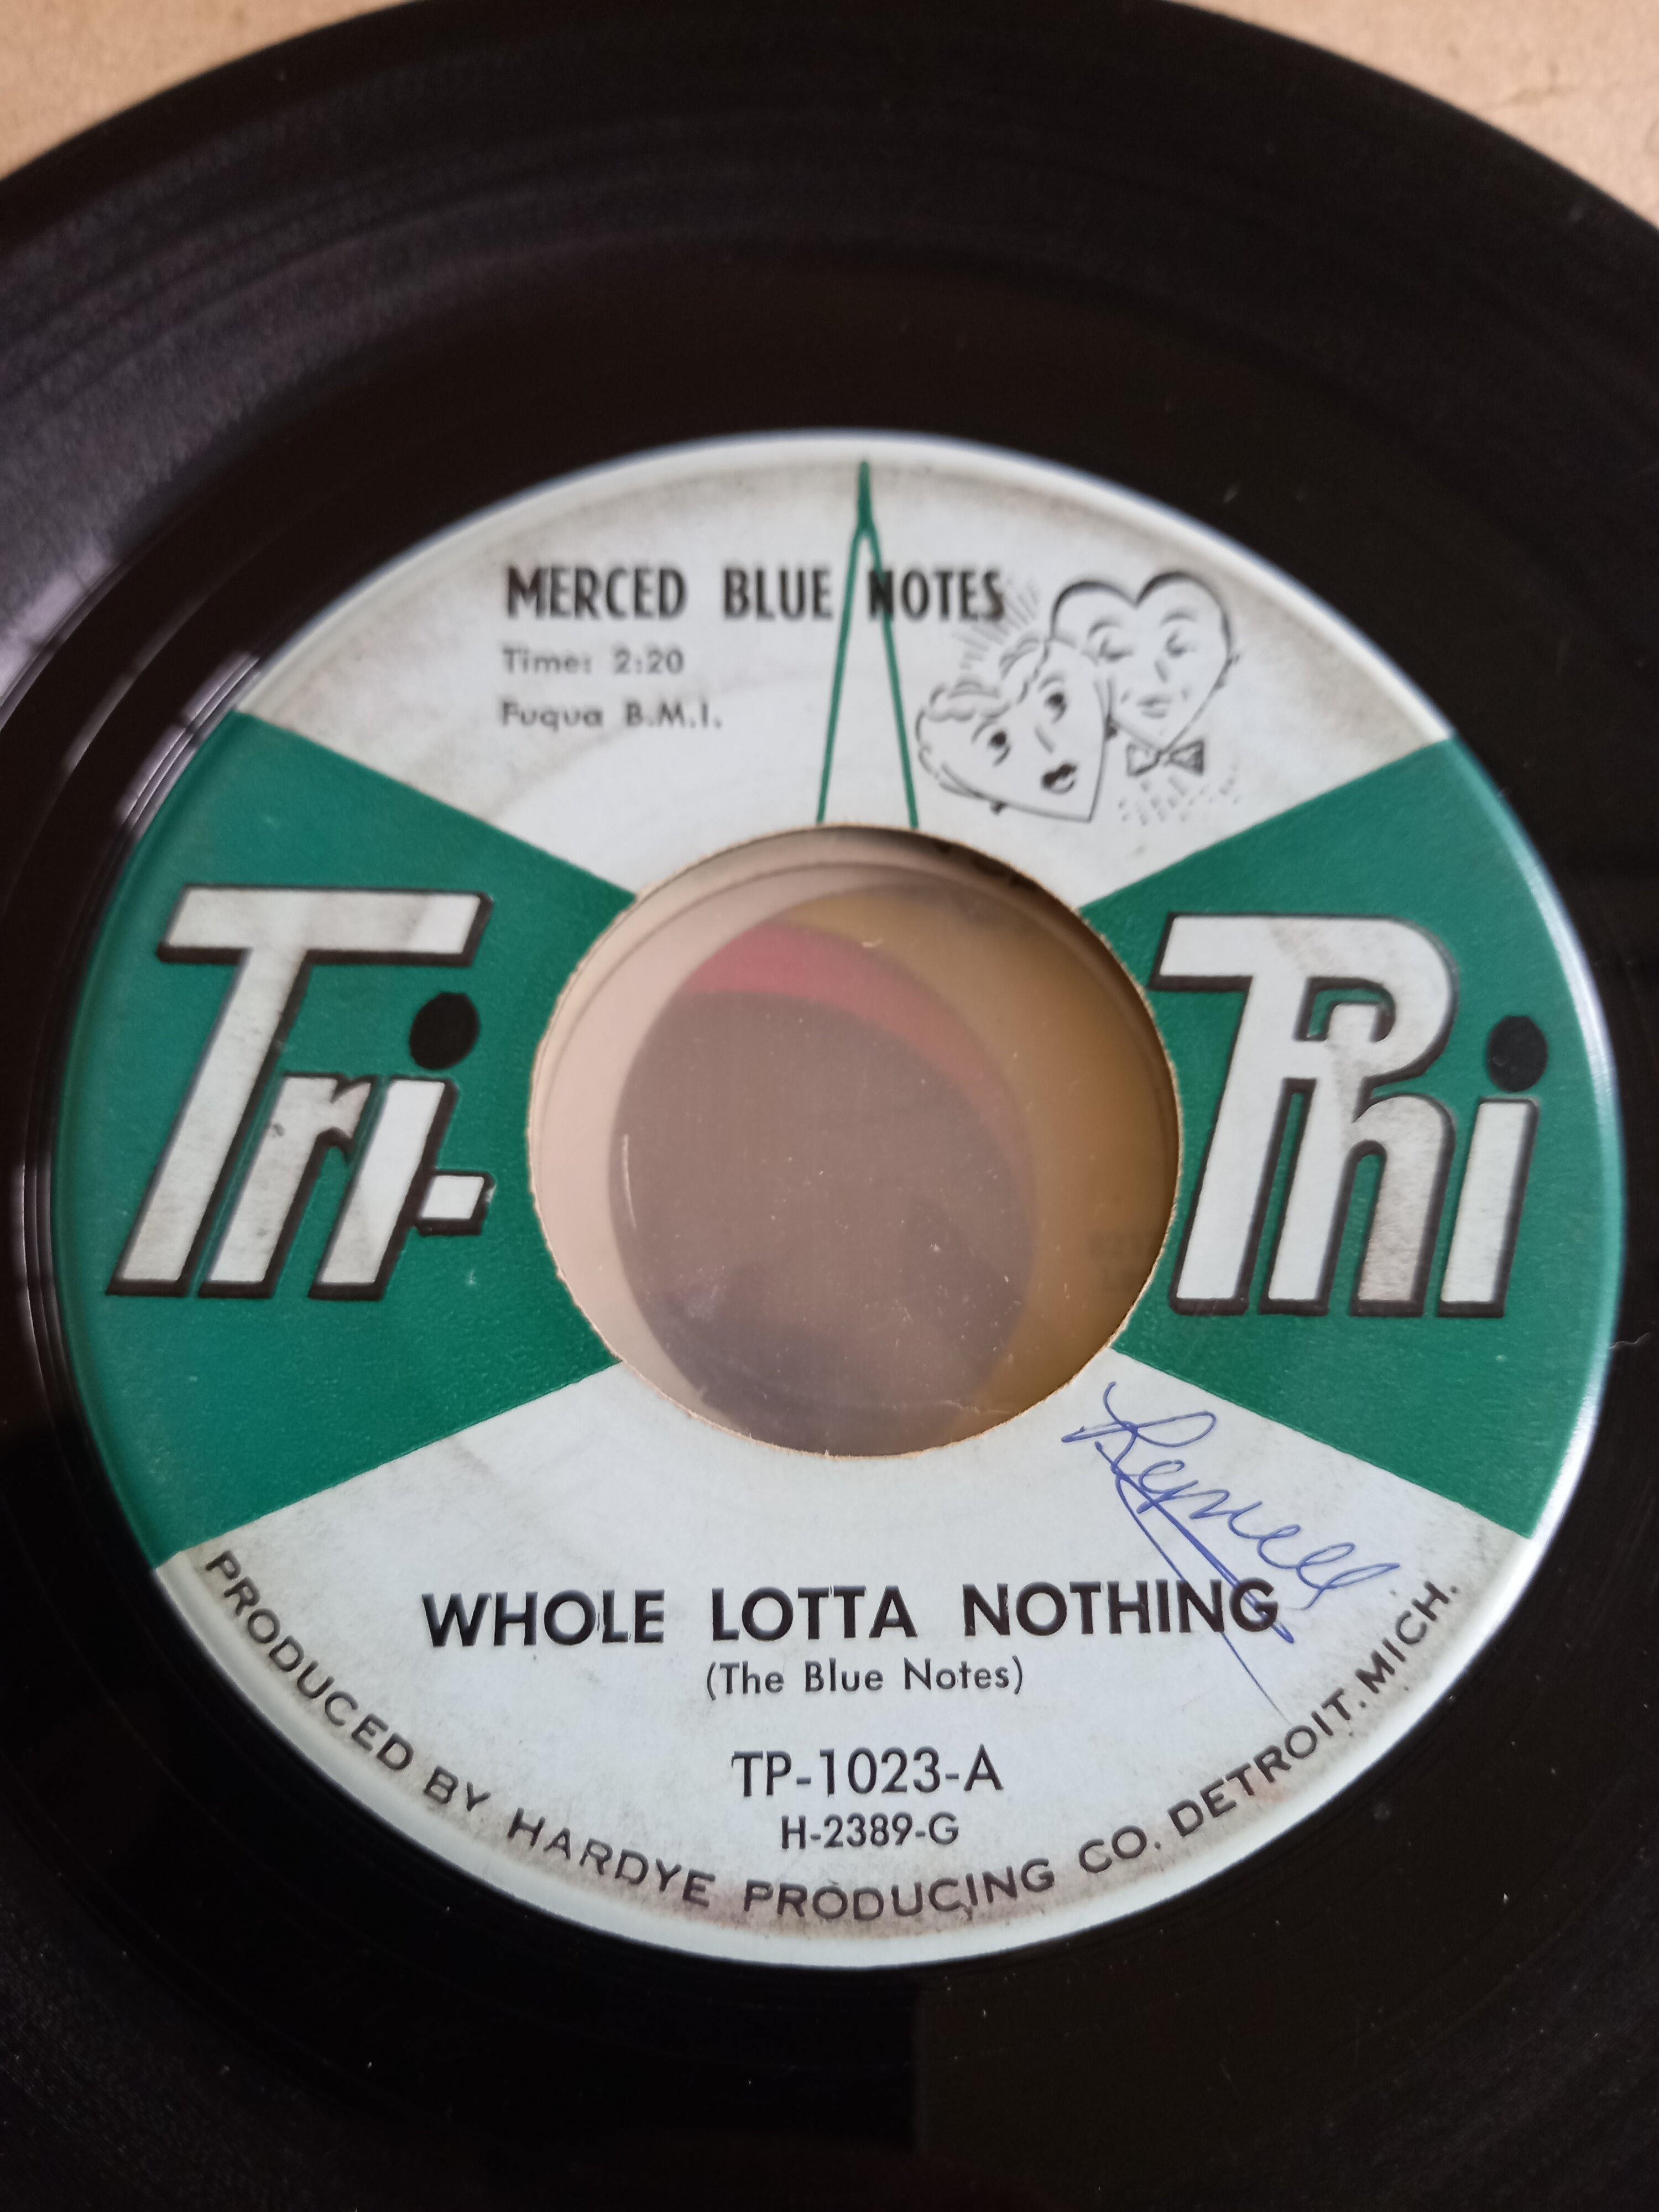 MERCED BLUE NOTES
Time: 2:20
Fuqua B.M.I.
Tri-
Phi
WHOLE LOTTA NOTHING
(The Blue Notes)
TP-1023-A
H-2389-G
PRODUCED BY HARDYE PRODUCING CO. DETROIT. MICH.